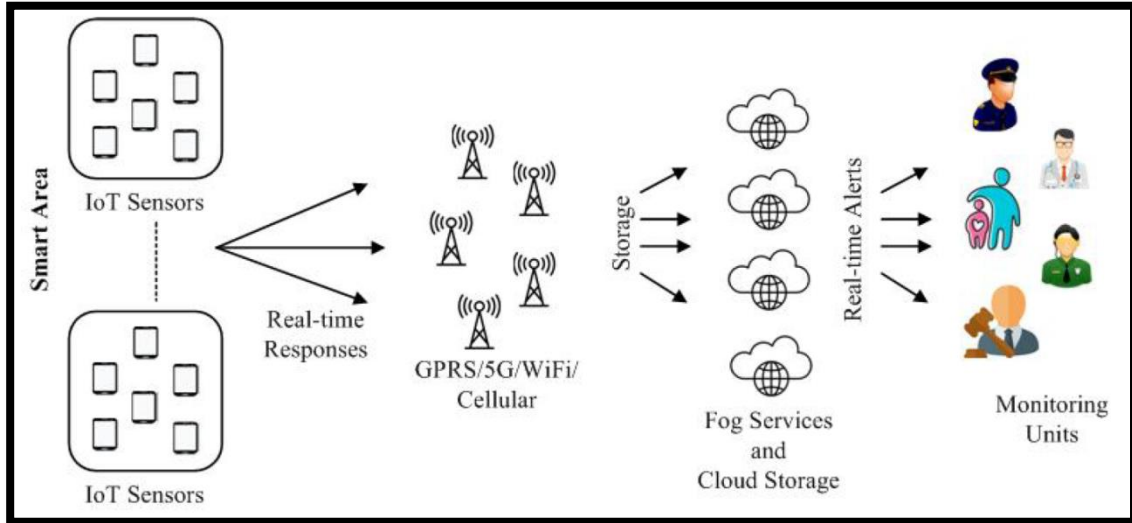 Smart Area
IoT Sensors
IoT Sensors
Real-time
Responses
GPRS/5G/WiFi/
Cellular
Storage
Fog Services
and
Cloud Storage
Real-time Alerts
Monitoring
Units